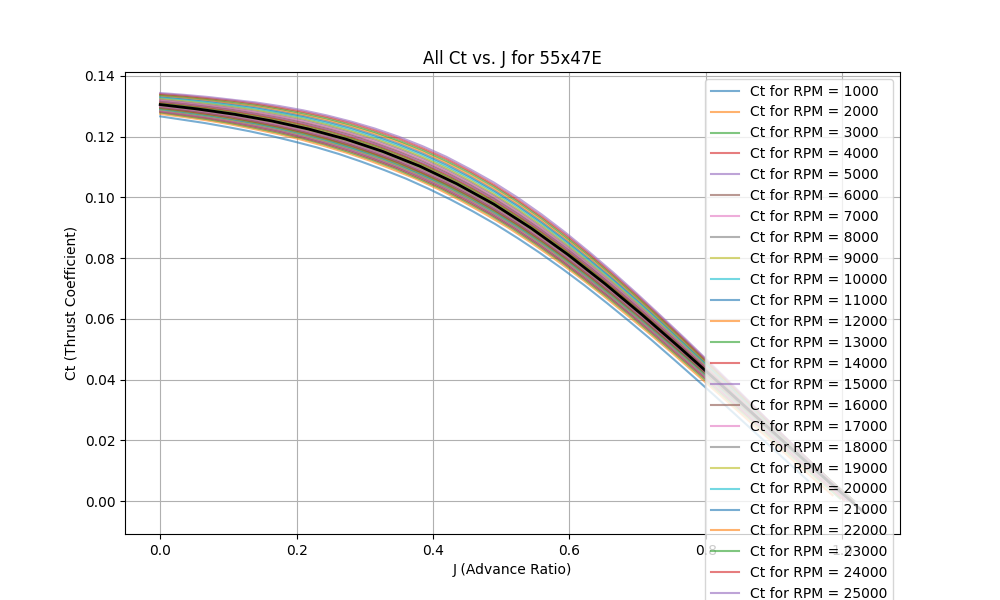 All Ct vs. J for 55x47E
Ct (Thrust Coefficient)
0.14
0.12
0.10
0.08
0.06
0.04
0.02
0.00
0.0
0.2
0.4
0.6
J (Advance Ratio)
Ct for RPM = 1000
Ct for RPM = 2000
Ct for RPM = 3000
Ct for RPM = 4000
Ct for RPM = 5000
Ct for RPM = 6000
Ct for RPM = 7000
Ct for RPM = 8000
Ct for RPM = 9000
Ct for RPM = 10000
Ct for RPM = 11000
Ct for RPM = 12000
Ct for RPM = 13000
Ct for RPM = 14000
Ct for RPM = 15000
Ct for RPM = 16000
Ct for RPM = 17000
Ct for RPM = 18000
Ct for RPM = 19000
Ct for RPM = 20000
Ct for RPM = 21000
Ct for RPM = 22000
Ct for RPM = 23000
Ct for RPM = 24000
Ct for RPM = 25000